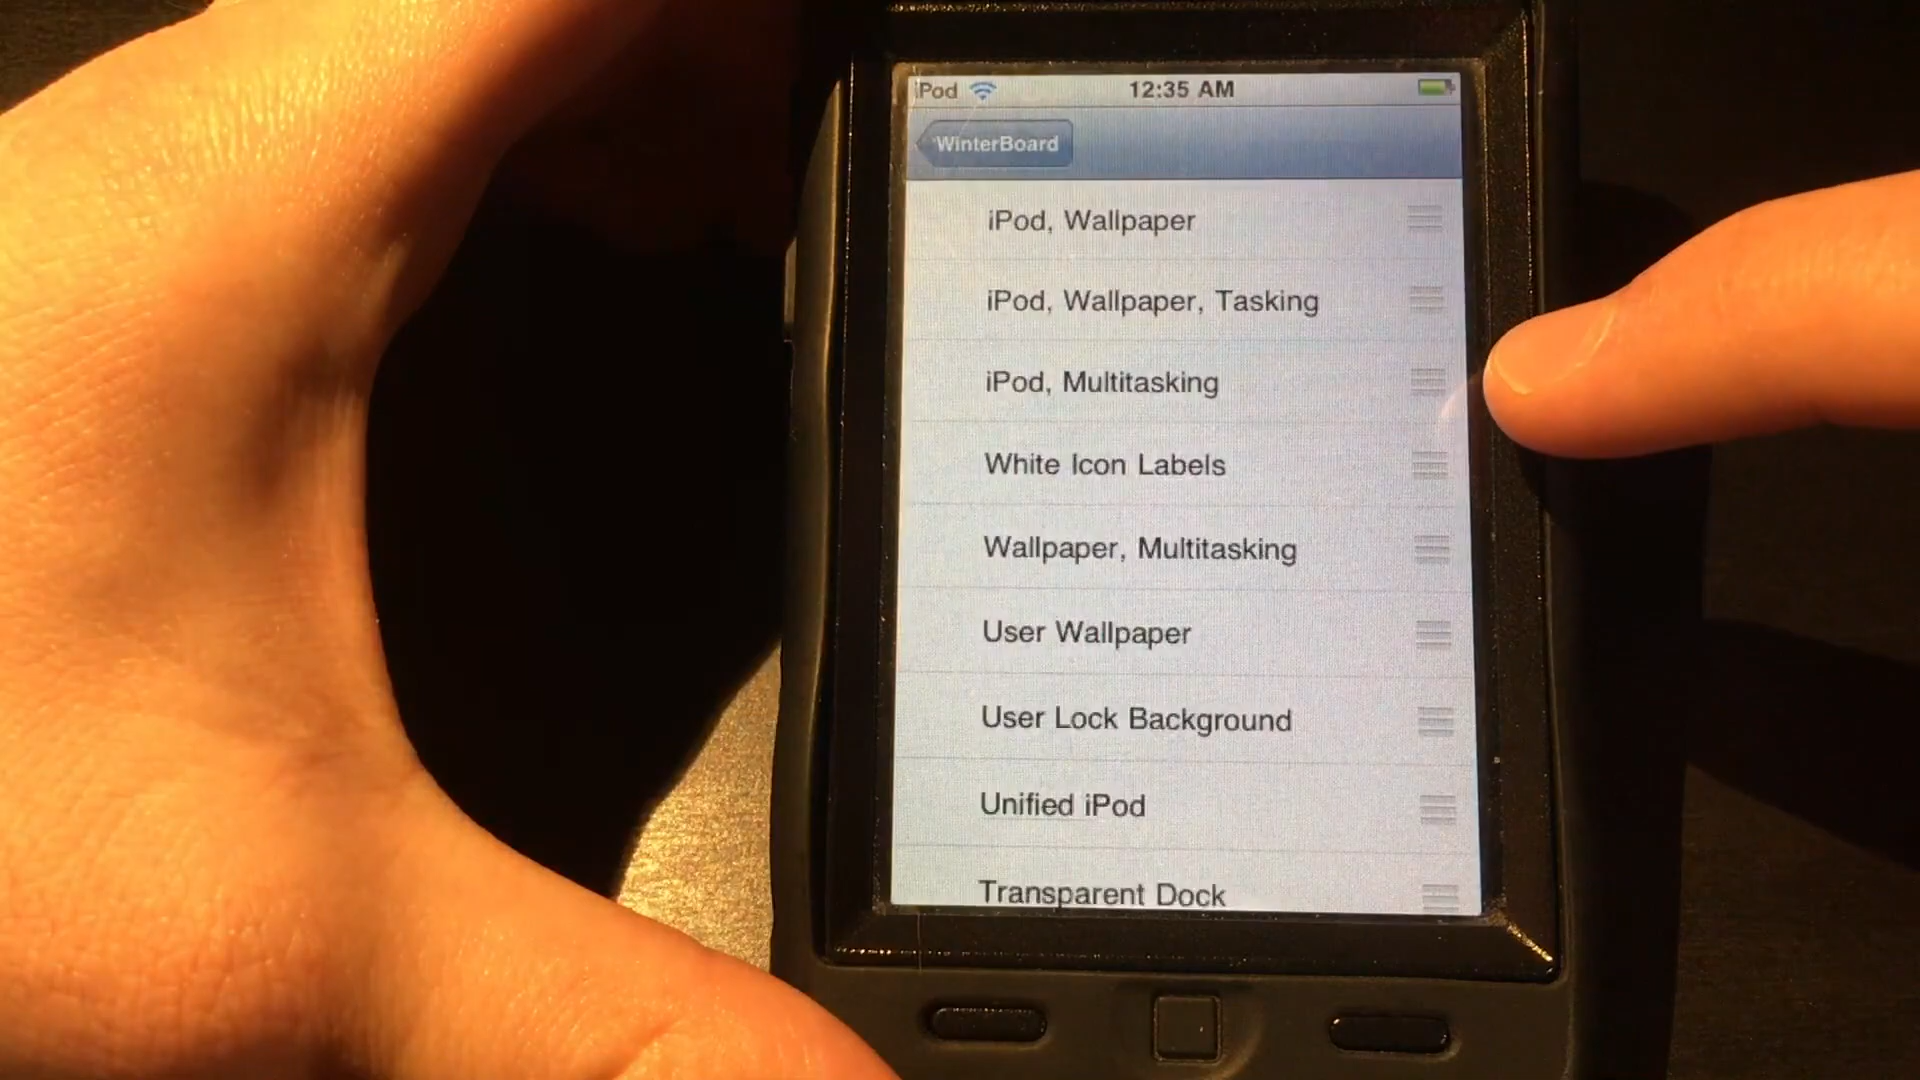 iPod 12:35 AM
WinterBoard
iPod, Wallpaper
iPod, Wallpaper, Tasking
iPod, Multitasking
White Icon Labels
Wallpaper, Multitasking
User Wallpaper
User Lock Background
Unified iPod
Transparent Dock